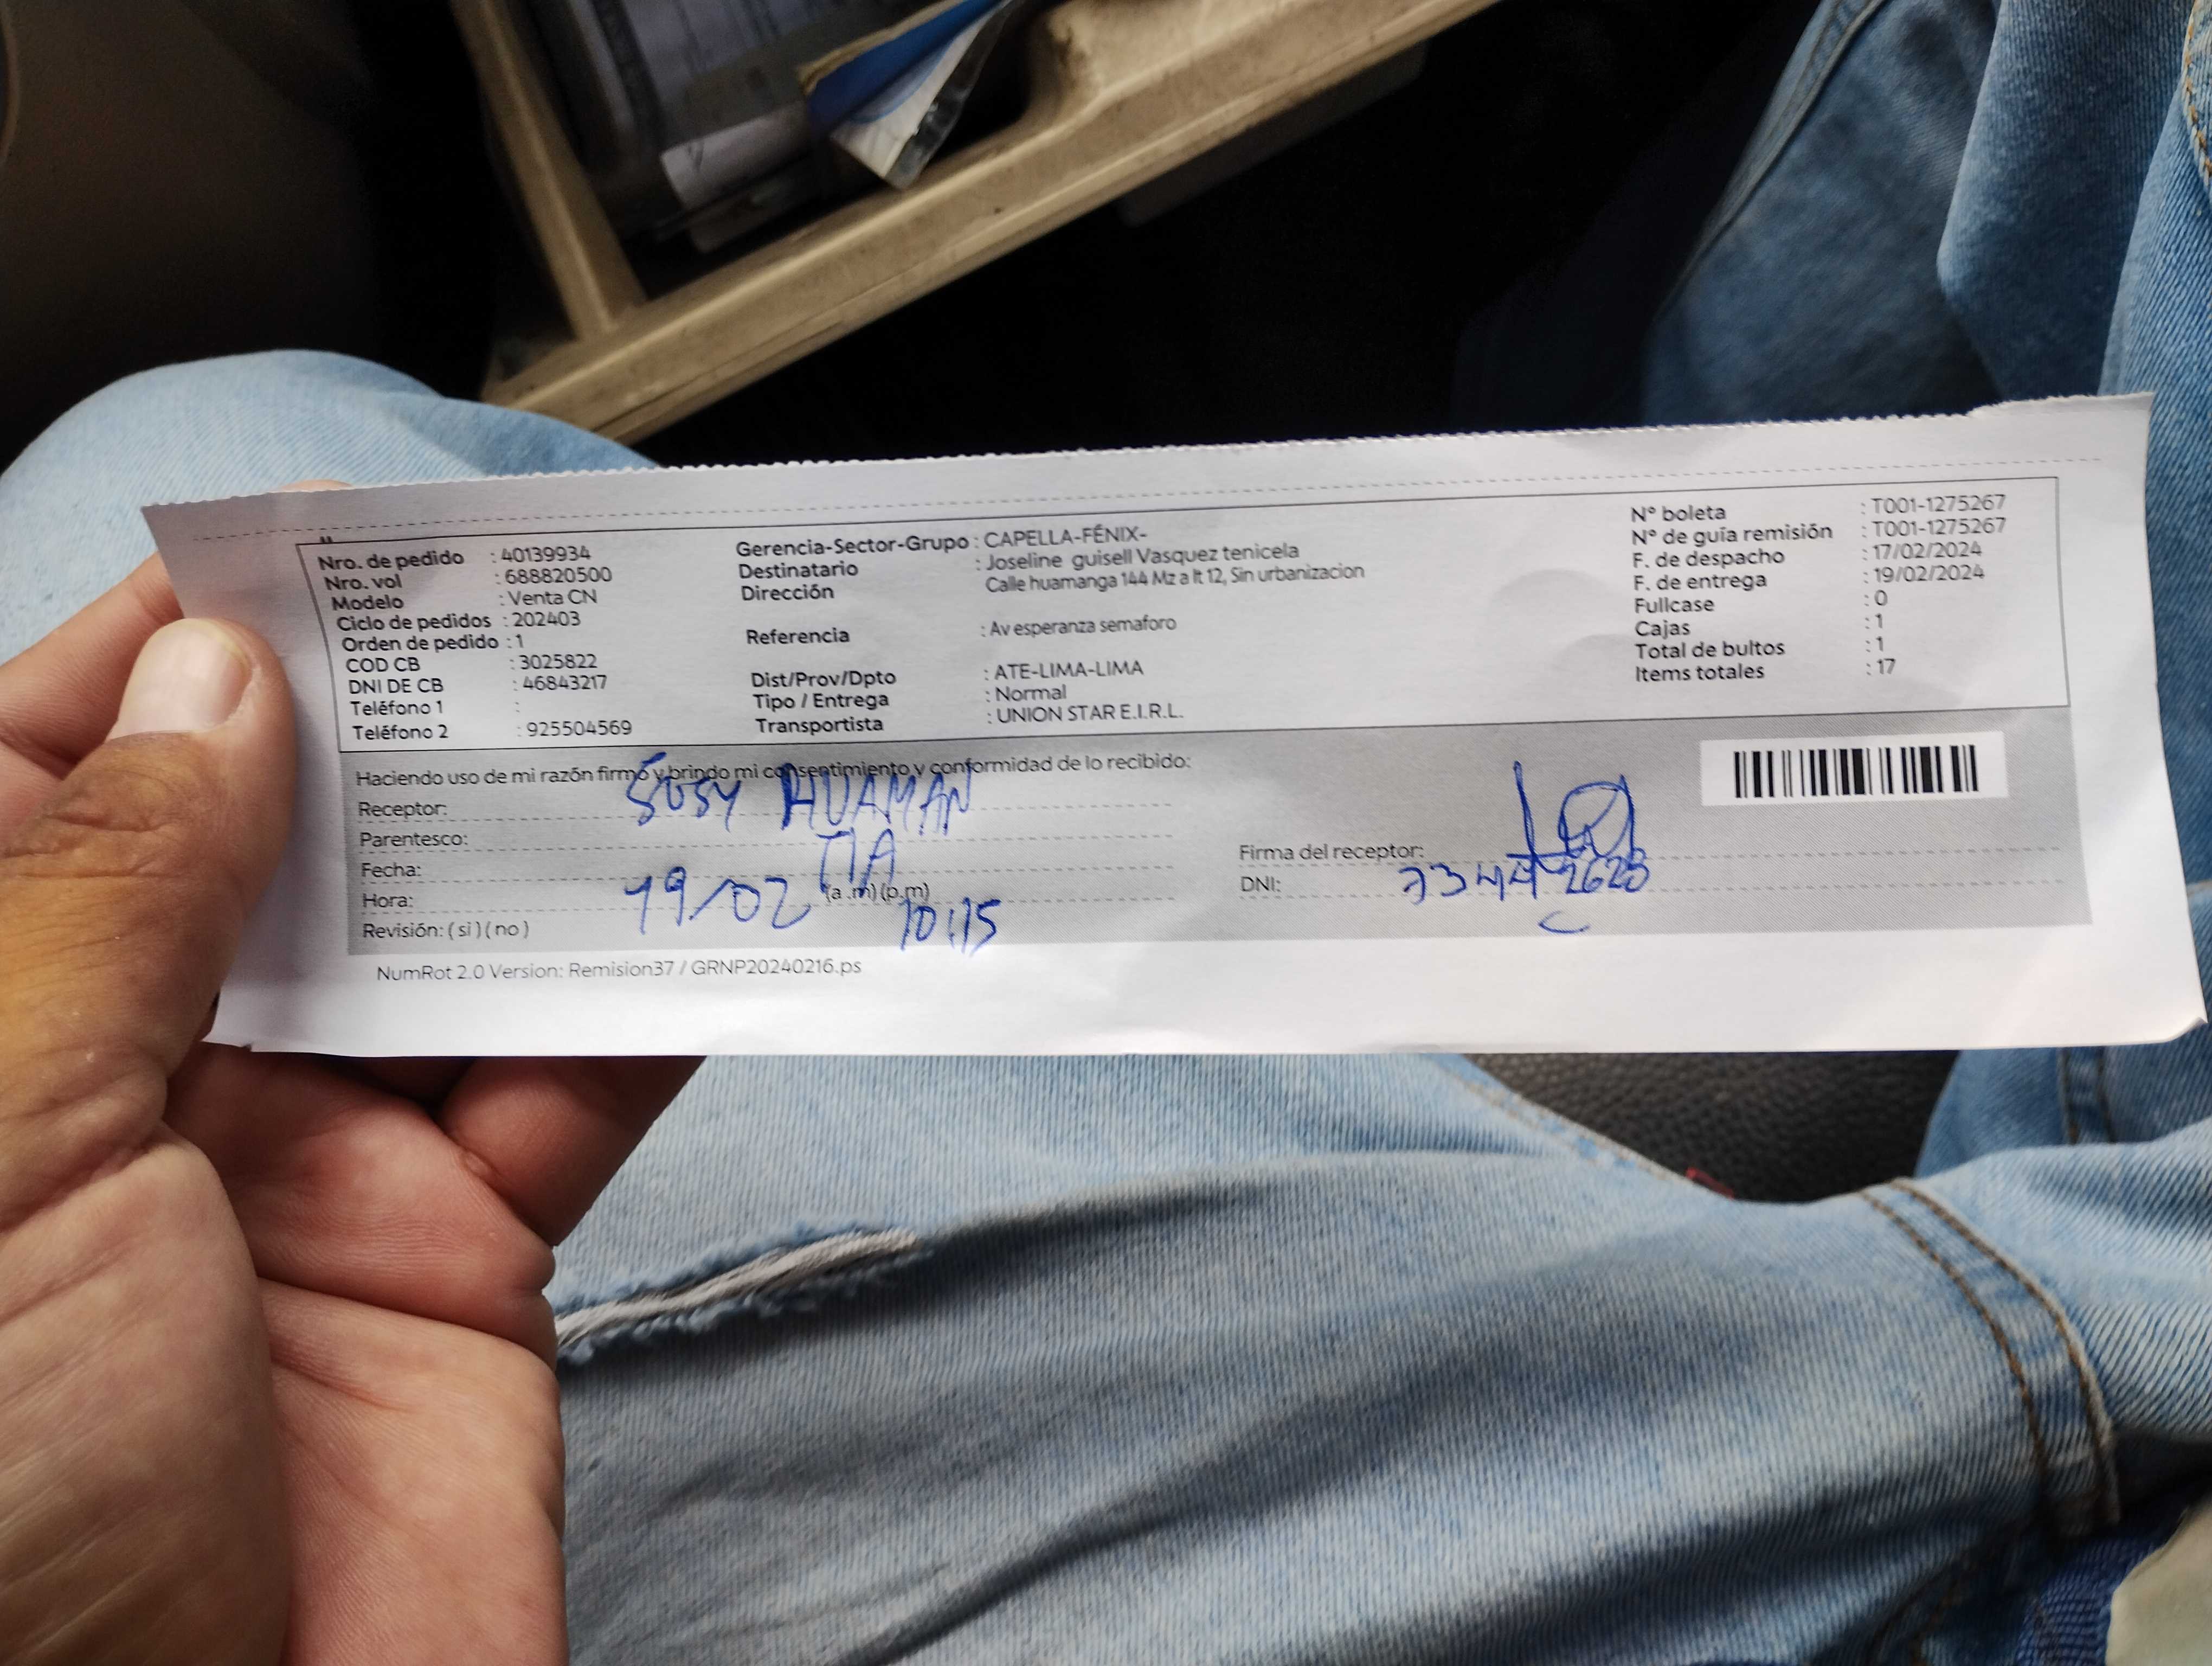 Nro. de pedido : 40139934
Nro. vol : 688820500
Modelo : Venta CN
Ciclo de pedidos : 202403
Orden de pedido : 1
COD CB : 3025822
DNI DE CB : 46843217
Teléfono 1 :
Teléfono 2 : 925504569
Gerencia-Sector-Grupo : CAPELLA-FÉNIX-
Destinatario : Joseline guisell Vasquez tenicela
Dirección Calle huamanga 144 Mz a lt 12, Sin urbanizacion
Referencia : Av esperanza semaforo
Dist/Prov/Dpto : ATE-LIMA-LIMA
Tipo / Entrega : Normal
Transportista : UNION STAR E.I.R.L.
N° boleta : T001-1275267
N° de guía remisión : T001-1275267
F. de despacho : 17/02/2024
F. de entrega : 19/02/2024
Fullcase : 0
Cajas : 1
Total de bultos : 1
Items totales : 17
Haciendo uso de mi razón firmo y brindo mi consentimiento y conformidad de lo recibido:
Receptor: SUSY HUAMAN
Parentesco: TIA
Fecha: 19/02
Hora: (a.m)(p.m) 10:15
Revisión: ( si ) ( no )
Firma del receptor:
DNI:
NumRot 2.0 Version: Remision37 / GRNP20240216.ps